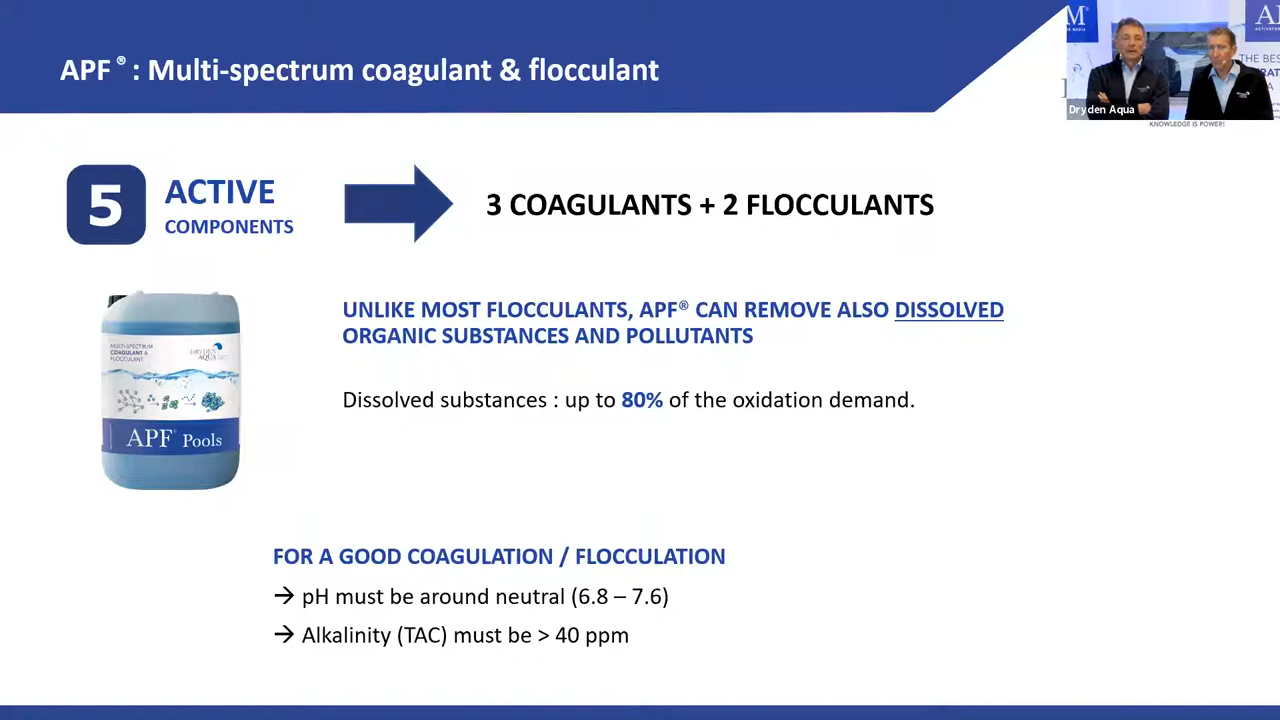 APF ® : Multi-spectrum coagulant & flocculant
5
ACTIVE
COMPONENTS
3 COAGULANTS + 2 FLOCCULANTS
UNLIKE MOST FLOCCULANTS, APF® CAN REMOVE ALSO DISSOLVED
ORGANIC SUBSTANCES AND POLLUTANTS
Dissolved substances : up to 80% of the oxidation demand.
MULTI-SPECTRUM
COAGULANT &
FLOCCULANT
DRYDEN
AQUA
APF® Pools
FOR A GOOD COAGULATION / FLOCCULATION
→ pH must be around neutral (6.8 – 7.6)
→ Alkalinity (TAC) must be > 40 ppm
Dryden Aqua
THE BES
KNOWLEDGE IS POWER!